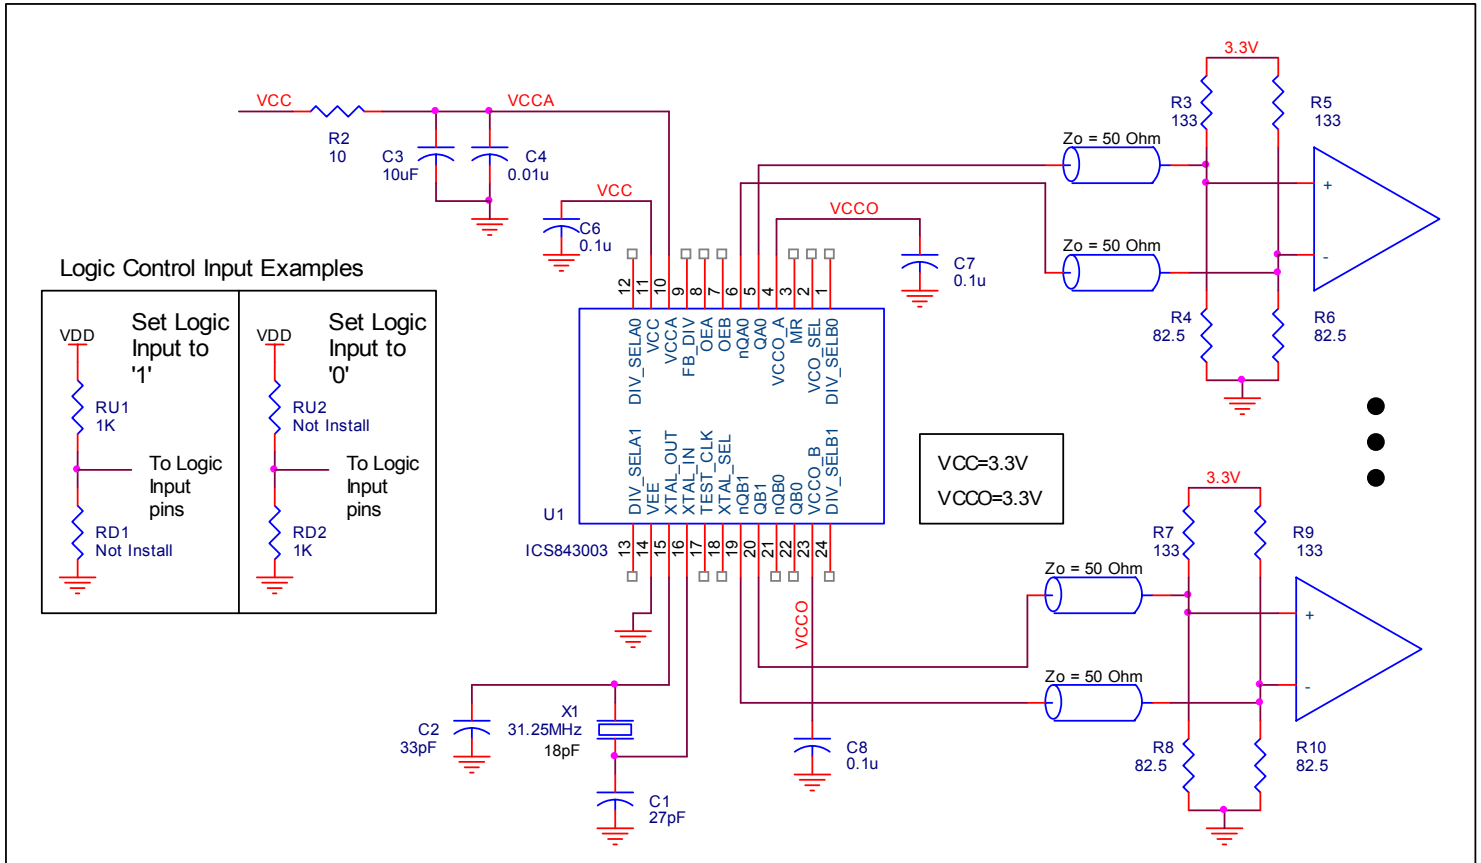 3.3V
VCC
VCCA
R2
10
C3
10uF
C4
0.01u
R3
133
R5
133
Zo = 50 Ohm
+
VCC
C6
0.1u
VCCO
C7
0.1u
Zo = 50 Ohm
-
R4
82.5
R6
82.5
Logic Control Input Examples
VDD
Set Logic
Input to
'1'
RU1
1K
To Logic
Input
pins
RD1
Not Install
VDD
Set Logic
Input to
'0'
RU2
Not Install
To Logic
Input
pins
RD2
1K
12
11
10
9
8
7
6
5
4
3
2
1
DIV_SELA0
VCC
VCCA
FB_DIV
OEA
OEB
nQA0
QA0
VCCO_A
MR
VCO_SEL
DIV_SELB0
DIV_SELA1
VEE
XTAL_OUT
XTAL_IN
TEST_CLK
XTAL_SEL
nQB1
QB1
nQB0
QB0
VCCO_B
DIV_SELB1
U1
ICS843003
13
14
15
16
17
18
19
20
21
22
23
24
VCC=3.3V
VCCO=3.3V
3.3V
R7
133
R9
133
Zo = 50 Ohm
+
VCCO
Zo = 50 Ohm
-
R8
82.5
R10
82.5
C2
33pF
X1
31.25MHz
18pF
C8
0.1u
C1
27pF